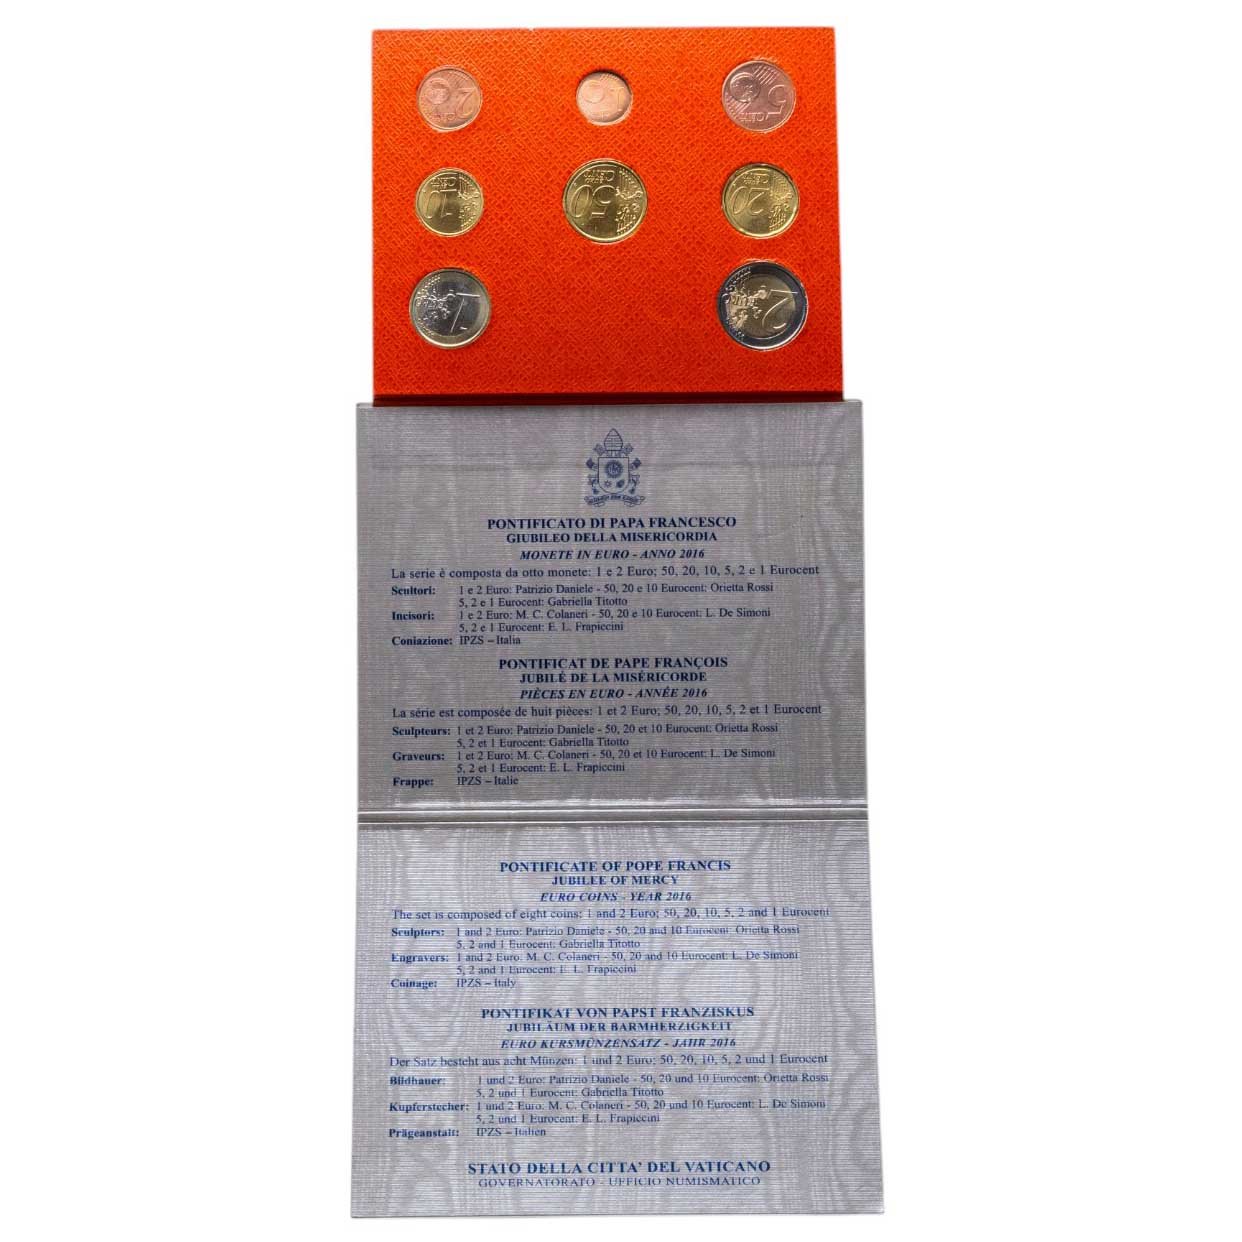 2 CENT
1
5 CENT
10 CENT
50 CENT
20 CENT
1
2
PONTIFICATO DI PAPA FRANCESCO
GIUBILEO DELLA MISERICORDIA
MONETE IN EURO - ANNO 2016
La serie è composta da otto monete: 1 e 2 Euro; 50, 20, 10, 5, 2 e 1 Eurocent
Scultori: 1 e 2 Euro: Patrizio Daniele - 50, 20 e 10 Eurocent: Orietta Rossi
5, 2 e 1 Eurocent: Gabriella Titotto
Incisori: 1 e 2 Euro: M. C. Colaneri - 50, 20 e 10 Eurocent: L. De Simoni
5, 2 e 1 Eurocent: E. L. Frapiccini
Coniazione: IPZS – Italia
PONTIFICAT DE PAPE FRANÇOIS
JUBILÉ DE LA MISÉRICORDE
PIÈCES EN EURO - ANNÉE 2016
La série est composée de huit pièces: 1 et 2 Euro; 50, 20, 10, 5, 2 et 1 Eurocent
Sculpteurs: 1 et 2 Euro: Patrizio Daniele - 50, 20 et 10 Eurocent: Orietta Rossi
5, 2 et 1 Eurocent: Gabriella Titotto
Graveurs: 1 et 2 Euro: M. C. Colaneri - 50, 20 et 10 Eurocent: L. De Simoni
5, 2 et 1 Eurocent: E. L. Frapiccini
Frappe: IPZS – Italie
PONTIFICATE OF POPE FRANCIS
JUBILEE OF MERCY
EURO COINS - YEAR 2016
The set is composed of eight coins: 1 and 2 Euro; 50, 20, 10, 5, 2 and 1 Eurocent
Sculptors: 1 and 2 Euro: Patrizio Daniele - 50, 20 and 10 Eurocent: Orietta Rossi
5, 2 and 1 Eurocent: Gabriella Titotto
Engravers: 1 and 2 Euro: M. C. Colaneri - 50, 20 and 10 Eurocent: L. De Simoni
5, 2 and 1 Eurocent: E. L. Frapiccini
Coinage: IPZS – Italy
PONTIFIKAT VON PAPST FRANZISKUS
JUBILÄUM DER BARMHERZIGKEIT
EURO KURSMÜNZENSATZ - JAHR 2016
Der Satz besteht aus acht Münzen: 1 und 2 Euro; 50, 20, 10, 5, 2 und 1 Eurocent
Bildhauer: 1 und 2 Euro: Patrizio Daniele - 50, 20 und 10 Eurocent: Orietta Rossi
5, 2 und 1 Eurocent: Gabriella Titotto
Kupferstecher: 1 und 2 Euro: M. C. Colaneri - 50, 20 und 10 Eurocent: L. De Simoni
5, 2 und 1 Eurocent: E. L. Frapiccini
Prägeanstalt: IPZS – Italien
STATO DELLA CITTA' DEL VATICANO
GOVERNATORATO - UFFICIO NUMISMATICO